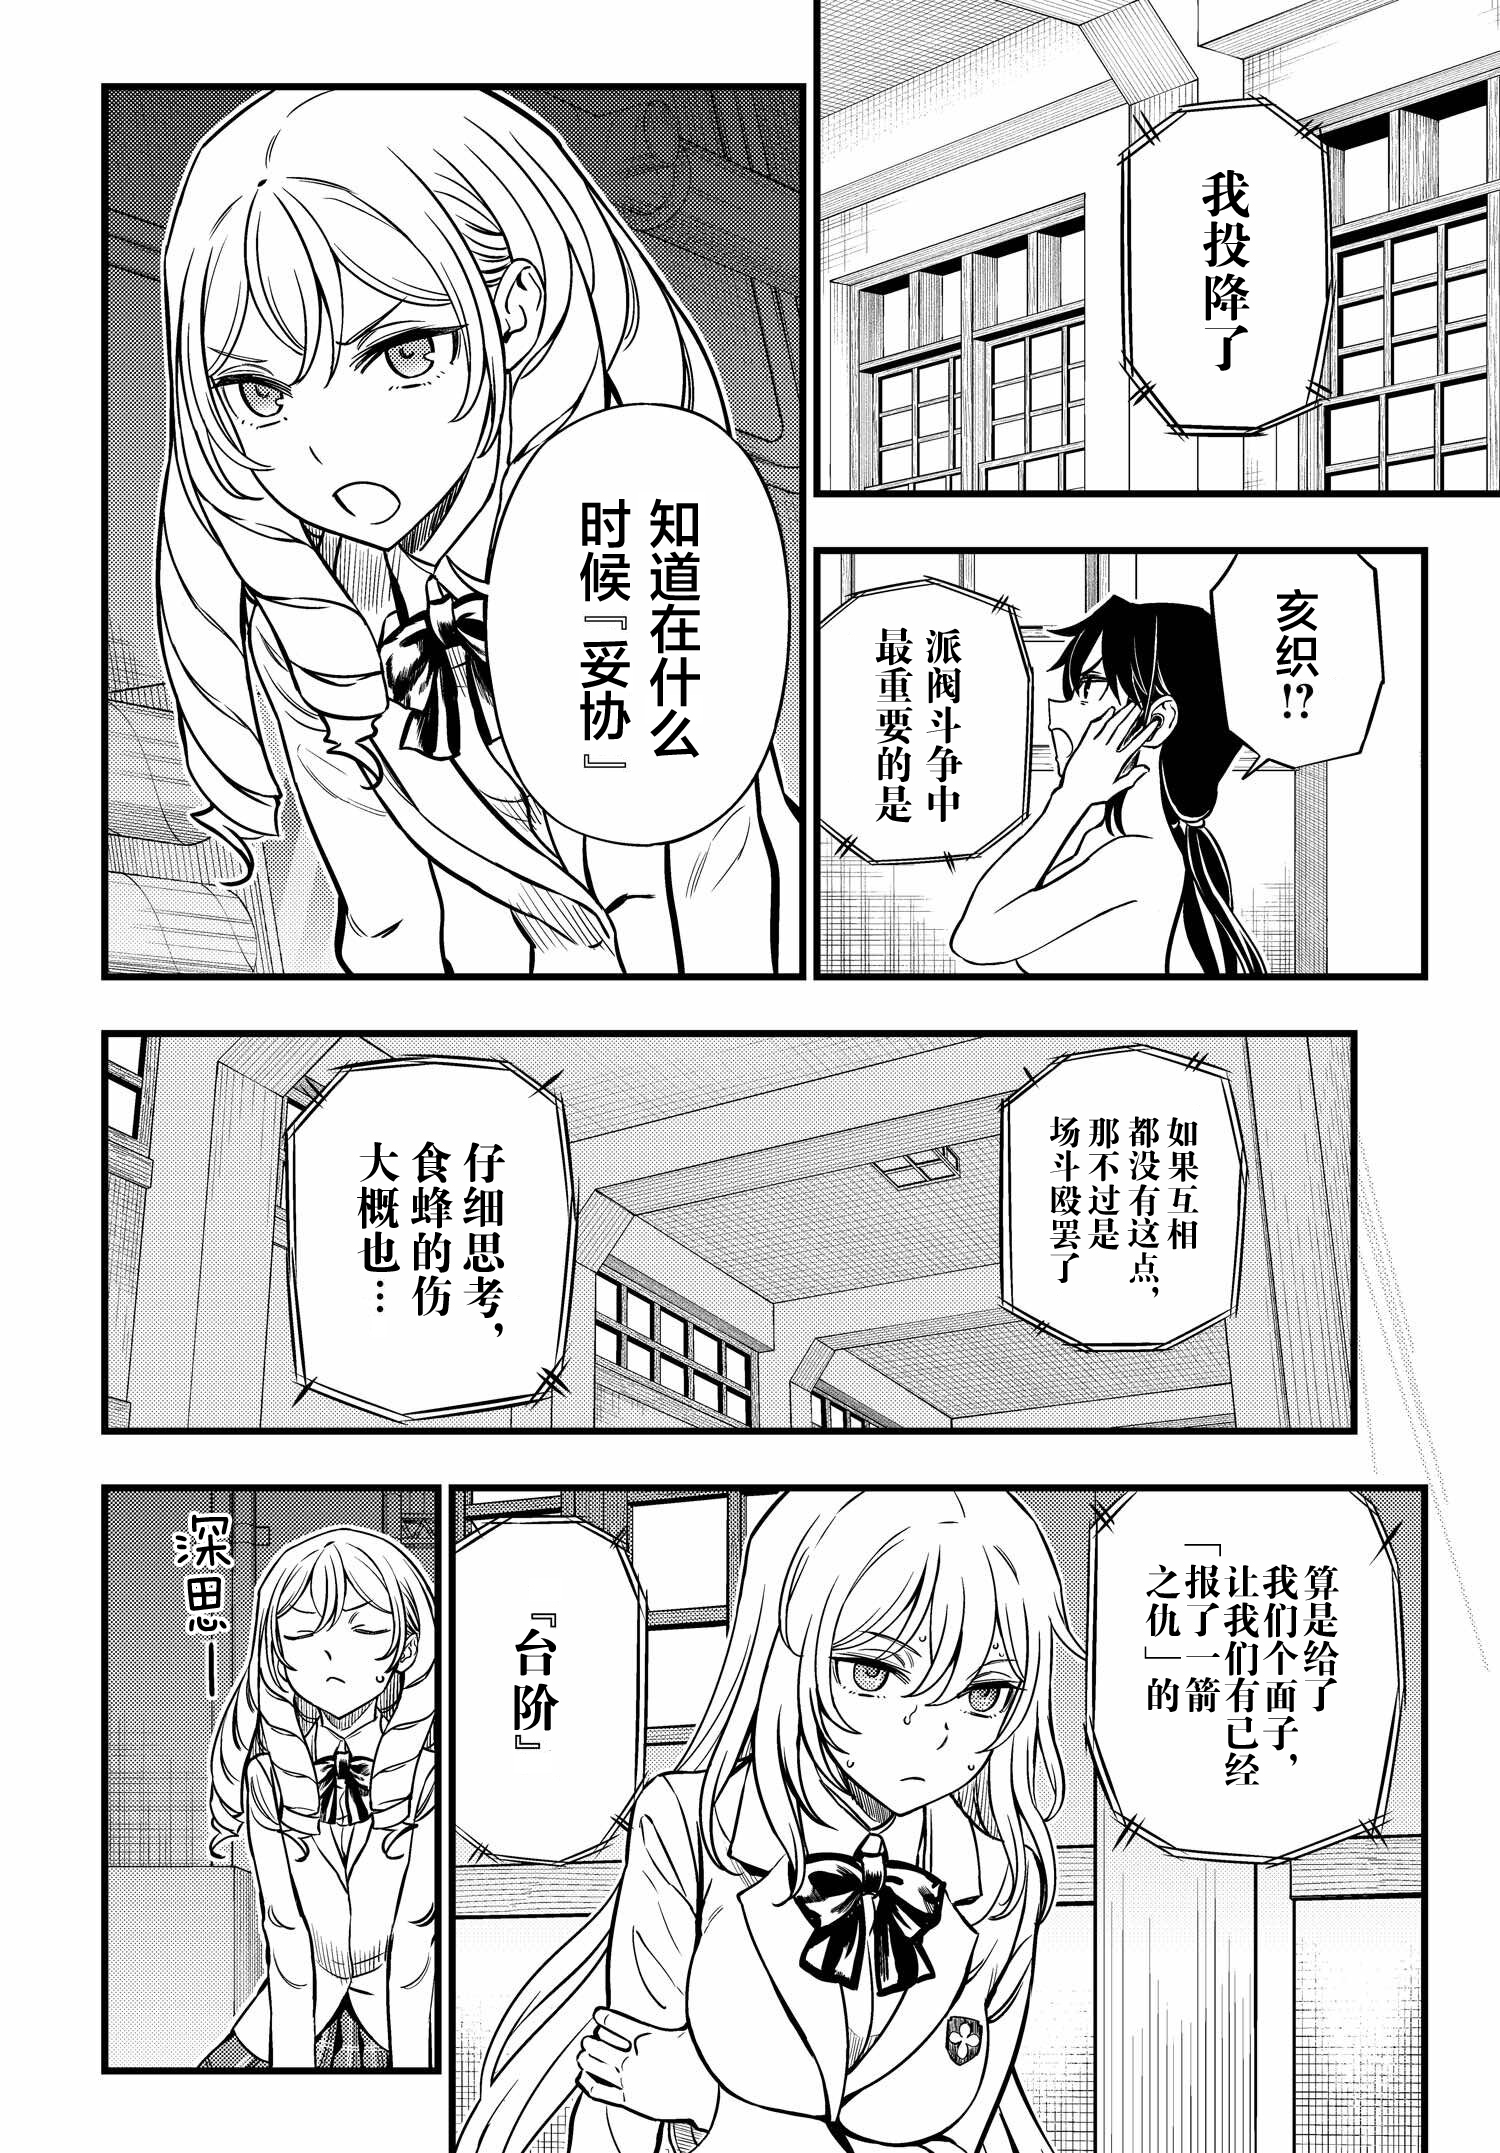 我投降了
亥织
!?
派阀斗争中
最重要的是
知道在什么
时候『妥协』
如果互相
都没有这点，
那不过是
场斗殴罢了
仔细思考，
食蜂的伤
大概也…
算是给了
我们个面子，
让我们有已经
「报了一箭
之仇」的
『台阶』
深思—